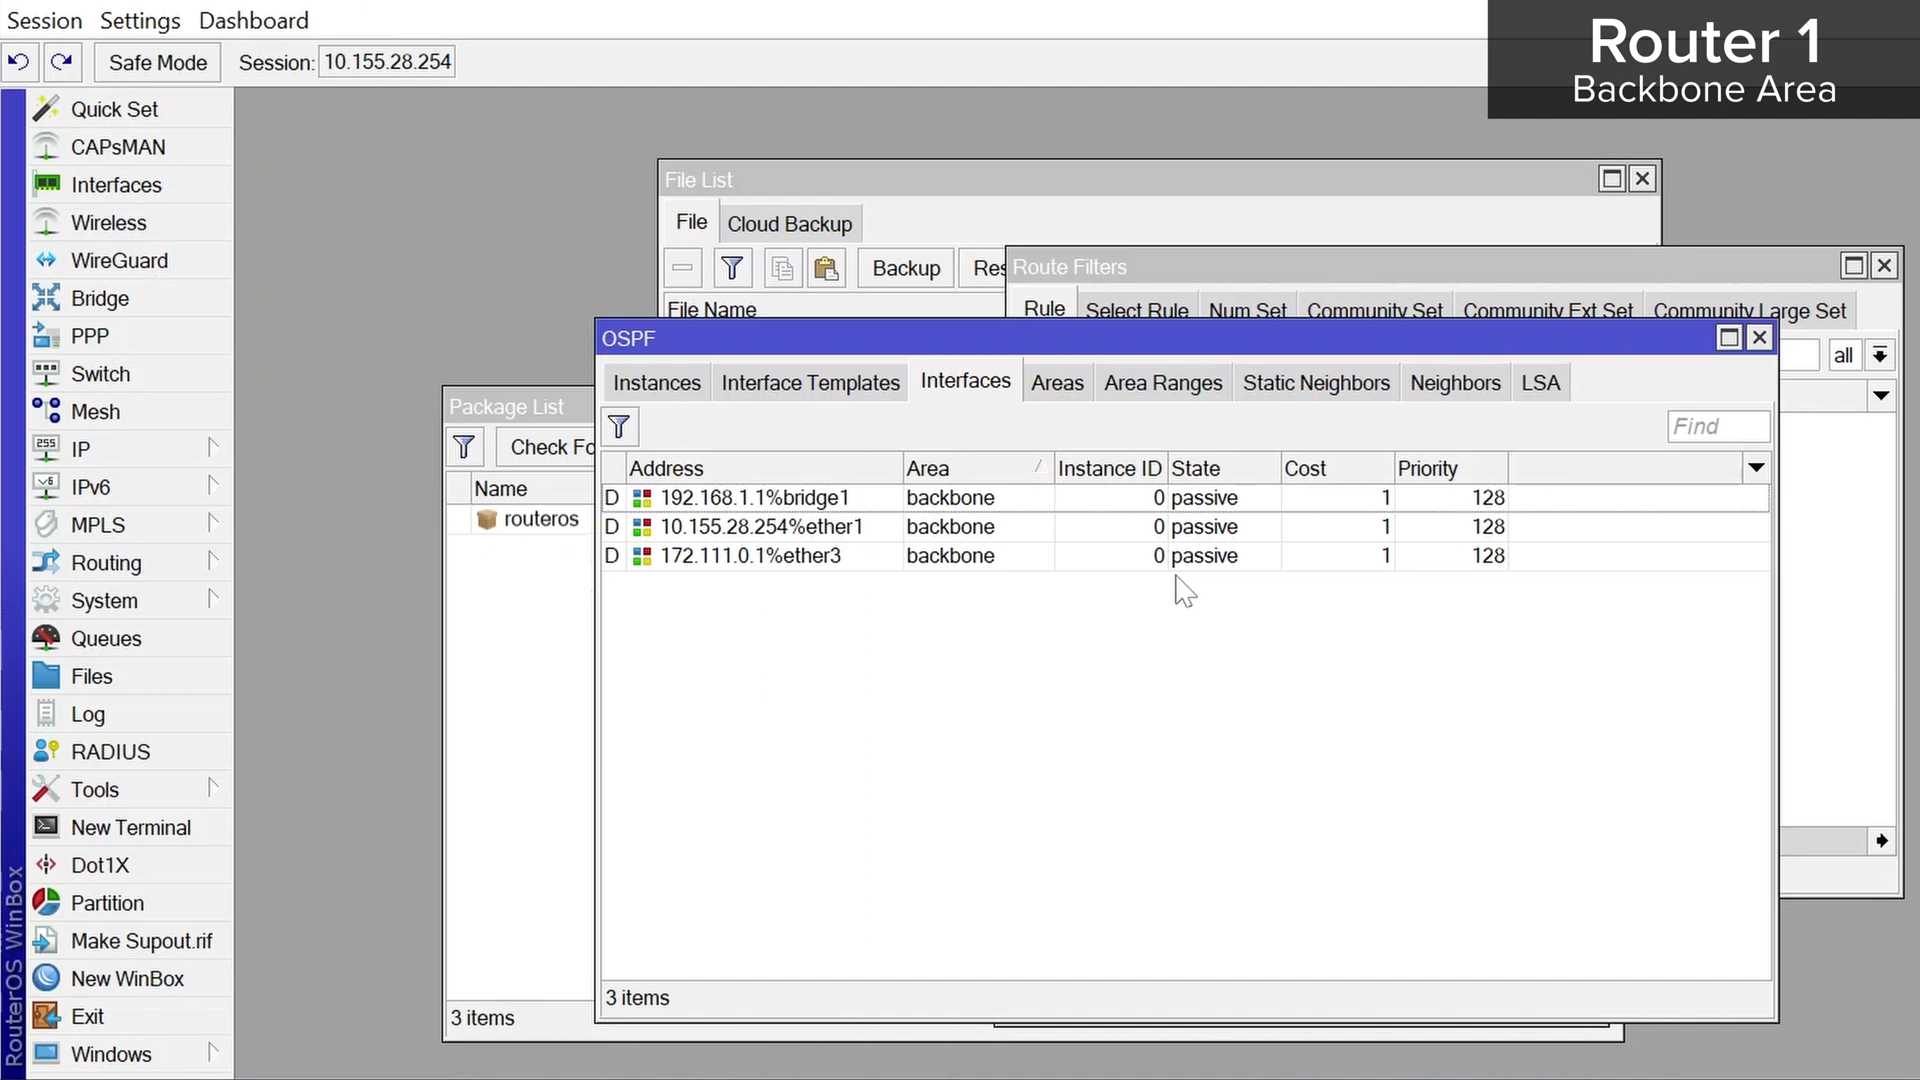 Session Settings Dashboard
Router 1
Backbone Area
Safe Mode Session: 10.155.28.254
Quick Set
CAPsMAN
Interfaces
Wireless
WireGuard
Bridge
PPP
Switch
Mesh
IP
IPv6
MPLS
Routing
System
Queues
Files
Log
RADIUS
Tools
New Terminal
Dot1X
Partition
Make Supout.rif
New WinBox
Exit
Windows
RouterOS WinBox
File List
File Cloud Backup
Backup Res
File Name
Route Filters
Rule Select Rule Num Set Community Set Community Ext Set Community Large Set
all
Package List
Check Fo
Name
routeros
3 items
OSPF
Instances Interface Templates Interfaces Areas Area Ranges Static Neighbors Neighbors LSA
Find
Address Area Instance ID State Cost Priority
D 192.168.1.1%bridge1 backbone 0 passive 1 128
D 10.155.28.254%ether1 backbone 0 passive 1 128
D 172.111.0.1%ether3 backbone 0 passive 1 128
3 items